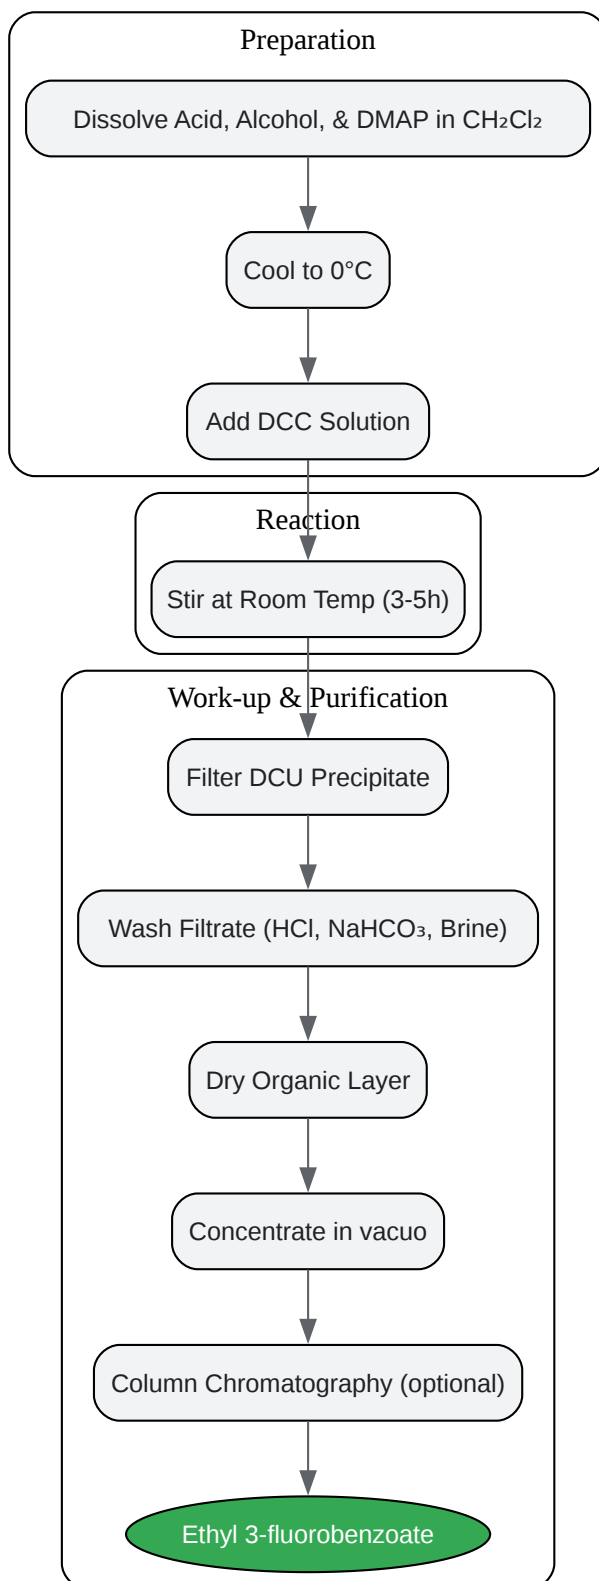 Preparation
Dissolve Acid, Alcohol, & DMAP in CH₂Cl₂
Cool to 0°C
Add DCC Solution
Reaction
Stir at Room Temp (3-5h)
Work-up & Purification
Filter DCU Precipitate
Wash Filtrate (HCl, NaHCO₃, Brine)
Dry Organic Layer
Concentrate in vacuo
Column Chromatography (optional)
Ethyl 3-fluorobenzoate